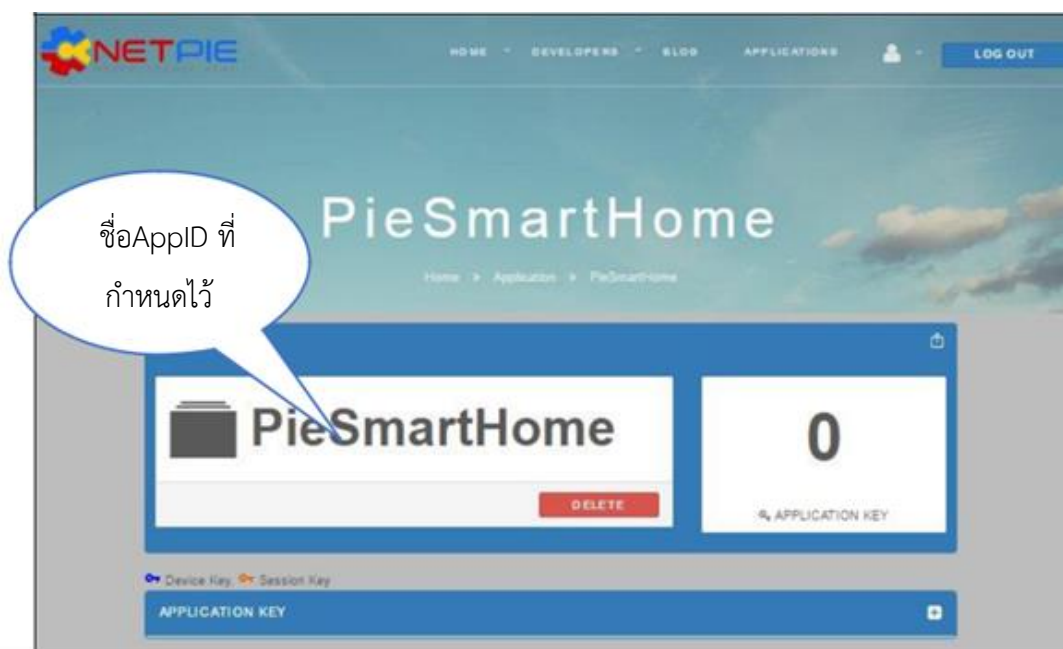 NETPIE
HOME DEVELOPERS BLOG APPLICATIONS LOG OUT
PieSmartHome
Home > Application > PieSmartHome
ชื่อAppID ที่
กำหนดไว้
PieSmartHome
DELETE
0
APPLICATION KEY
Device Key, Session Key
APPLICATION KEY